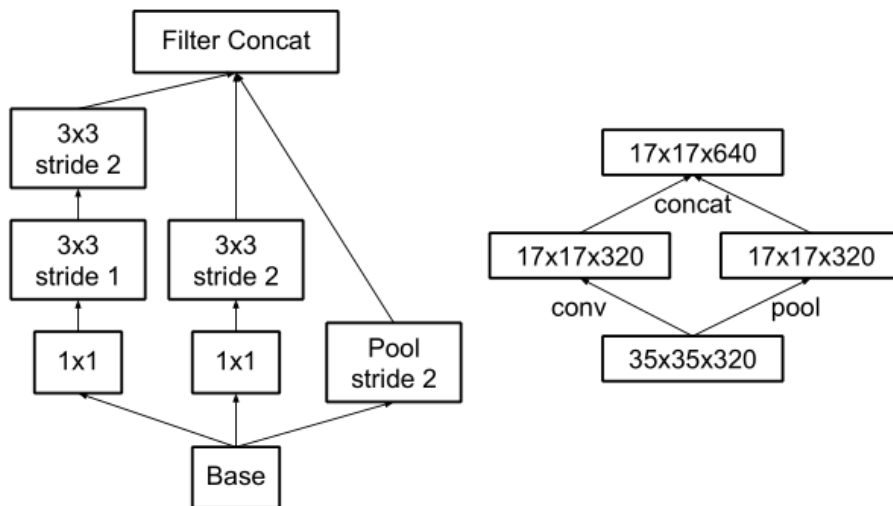 Filter Concat
3x3
stride 2
3x3
stride 1
3x3
stride 2
1x1
1x1
Pool
stride 2
Base
17x17x640
concat
17x17x320
17x17x320
conv
pool
35x35x320